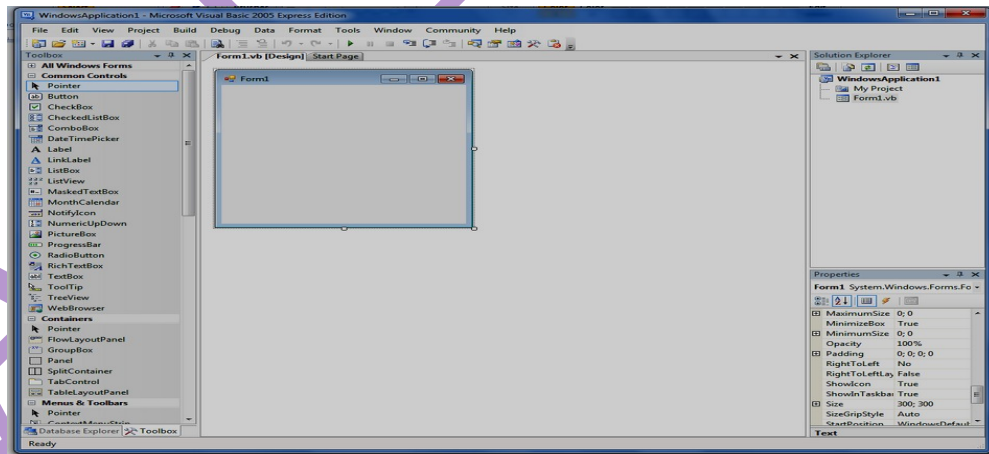 WindowsApplication1 - Microsoft Visual Basic 2005 Express Edition
File Edit View Project Build Debug Data Format Tools Window Community Help
Toolbox
All Windows Forms
Common Controls
Pointer
Button
CheckBox
CheckedListBox
ComboBox
DateTimePicker
Label
LinkLabel
ListBox
ListView
MaskedTextBox
MonthCalendar
NotifyIcon
NumericUpDown
PictureBox
ProgressBar
RadioButton
RichTextBox
TextBox
ToolTip
TreeView
WebBrowser
Containers
Pointer
FlowLayoutPanel
GroupBox
Panel
SplitContainer
TabControl
TableLayoutPanel
Menus & Toolbars
Pointer
ContextMenuStrip
Database Explorer Toolbox
Ready
Form1.vb [Design] Start Page
Form1
Solution Explorer
WindowsApplication1
My Project
Form1.vb
Properties
Form1 System.Windows.Forms.Fo
MaximumSize 0; 0
MinimizeBox True
MinimumSize 0; 0
Opacity 100%
Padding 0; 0; 0; 0
RightToLeft No
RightToLeftLay False
ShowIcon True
ShowInTaskbar True
Size 300; 300
SizeGripStyle Auto
StartPosition WindowsDefault
Text